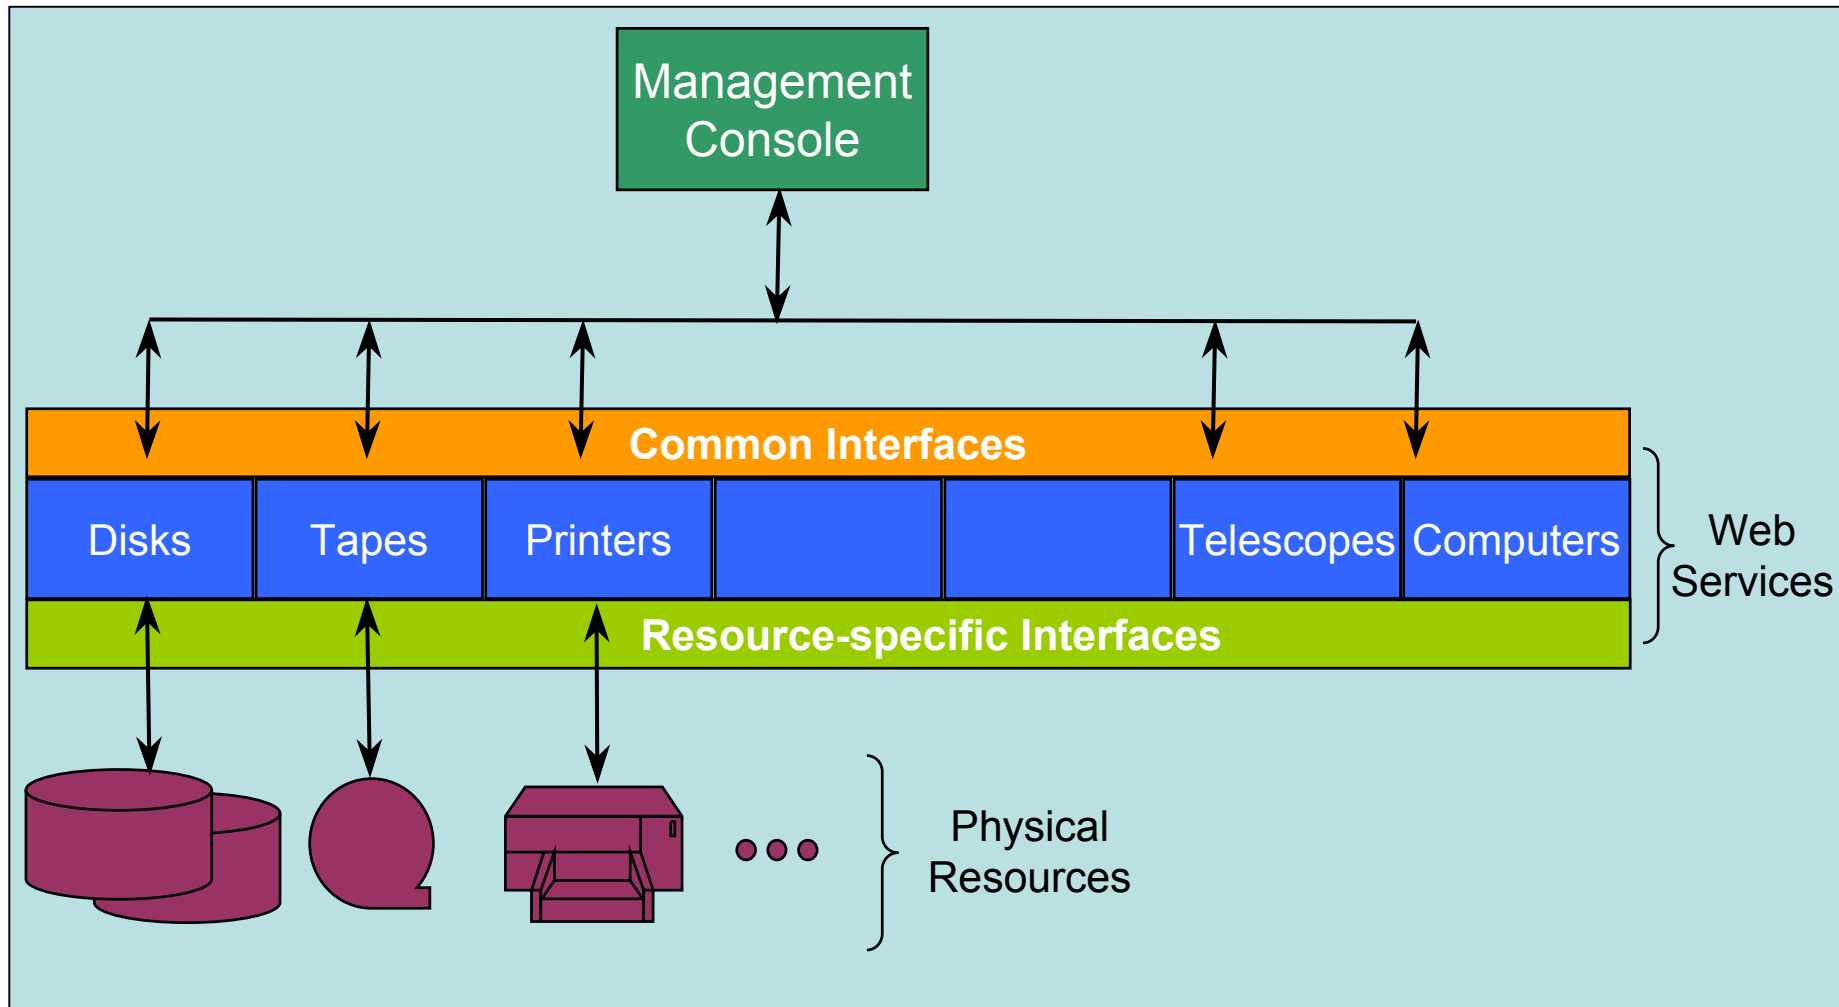 Management
Console
Common Interfaces
Disks
Tapes
Printers
Telescopes
Computers
Resource-specific Interfaces
Web
Services
Physical
Resources